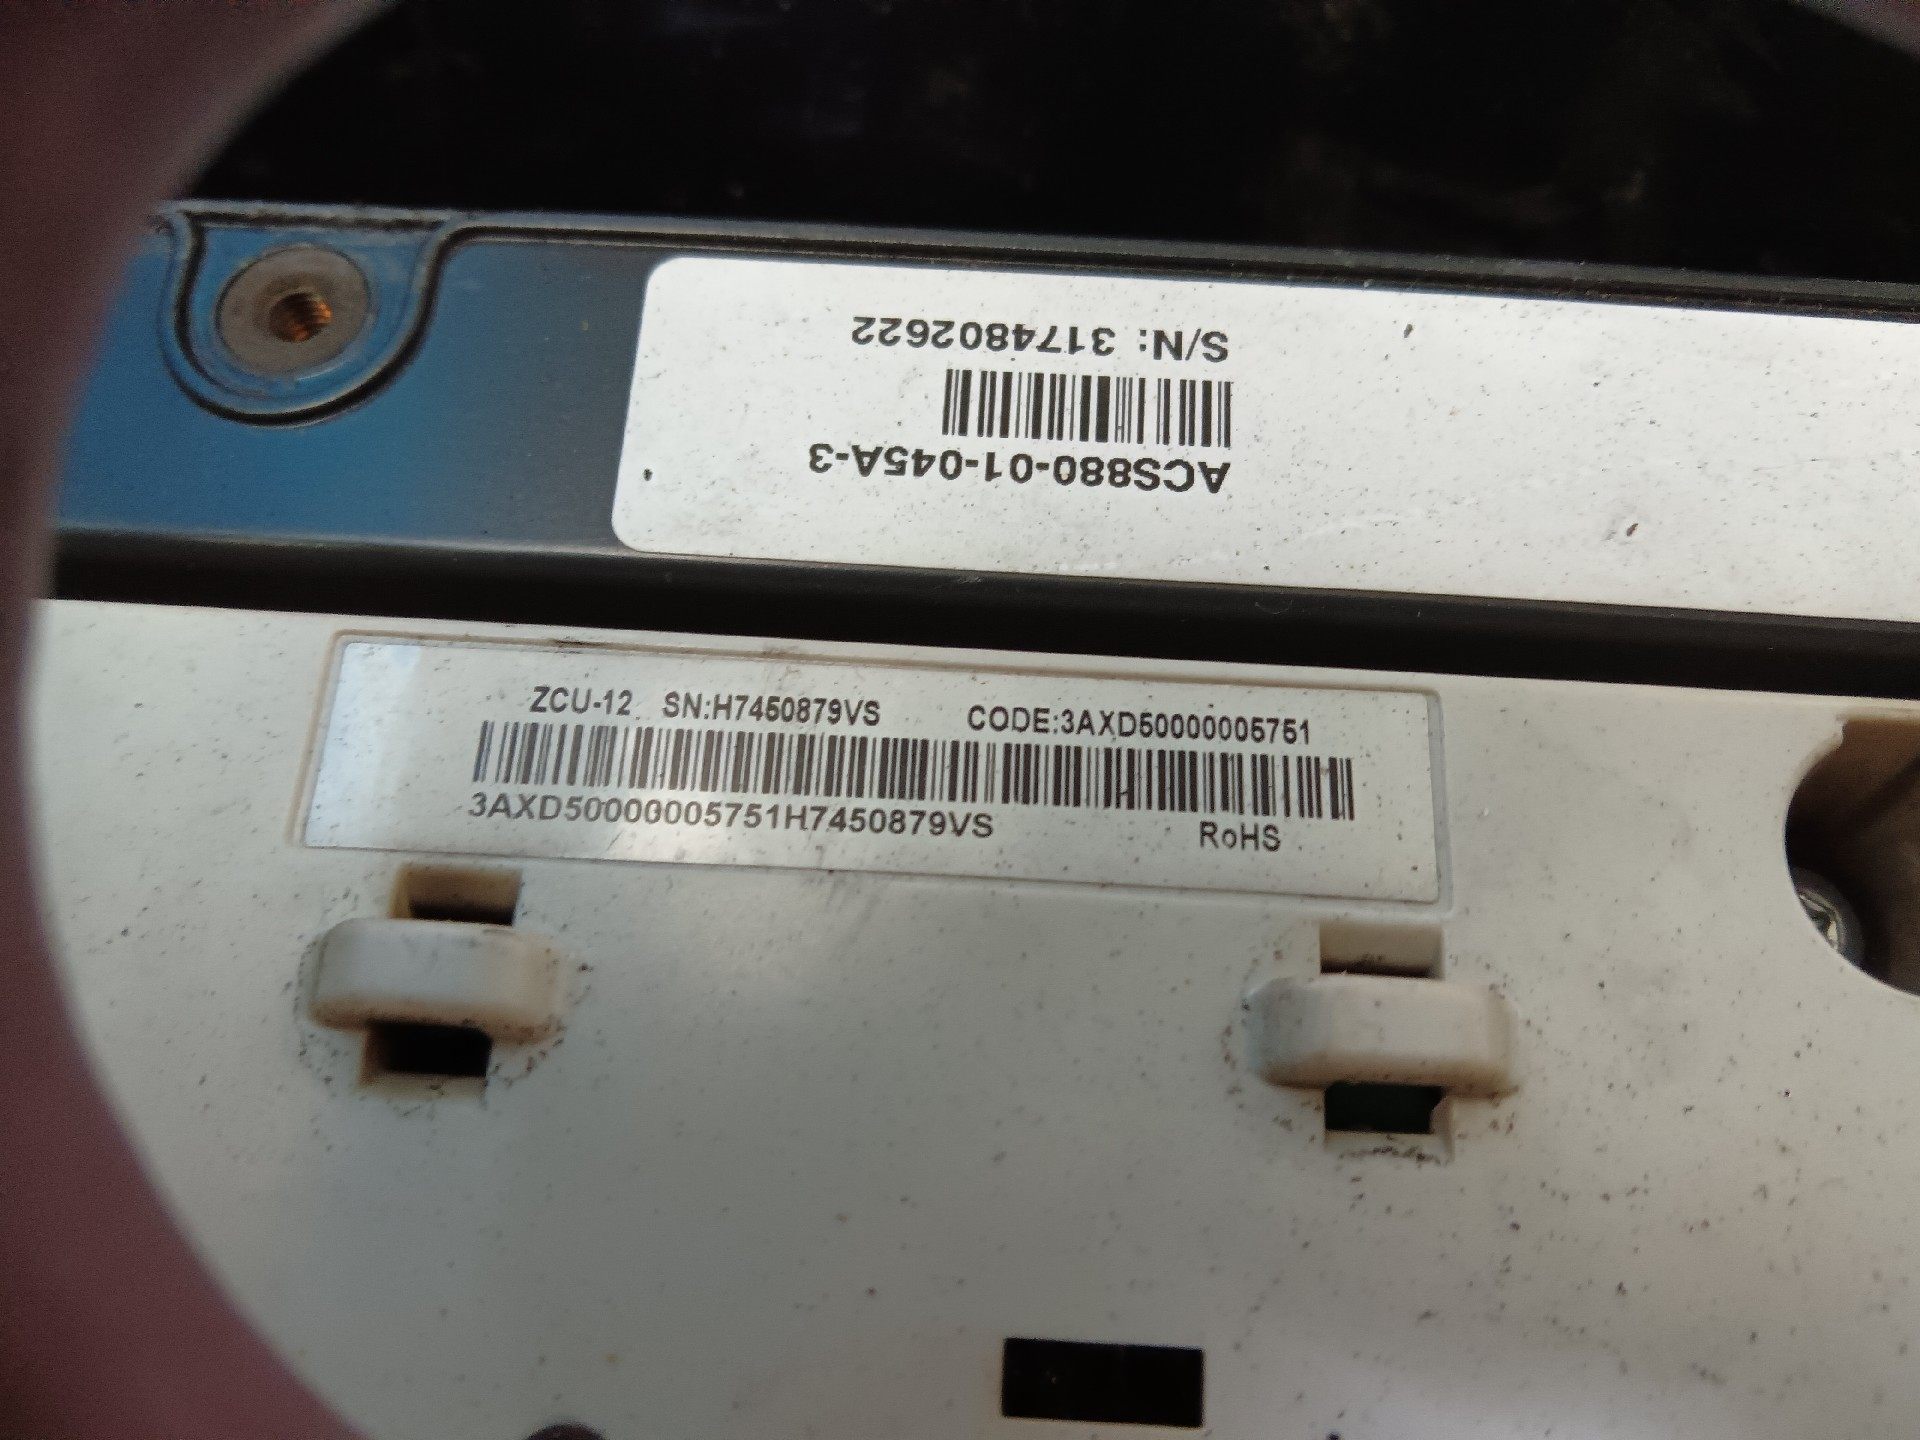 S/N: 3174802622
ACS880-01-045A-3
ZCU-12 SN:H7450879VS CODE:3AXD50000005751
3AXD50000005751H7450879VS RoHS